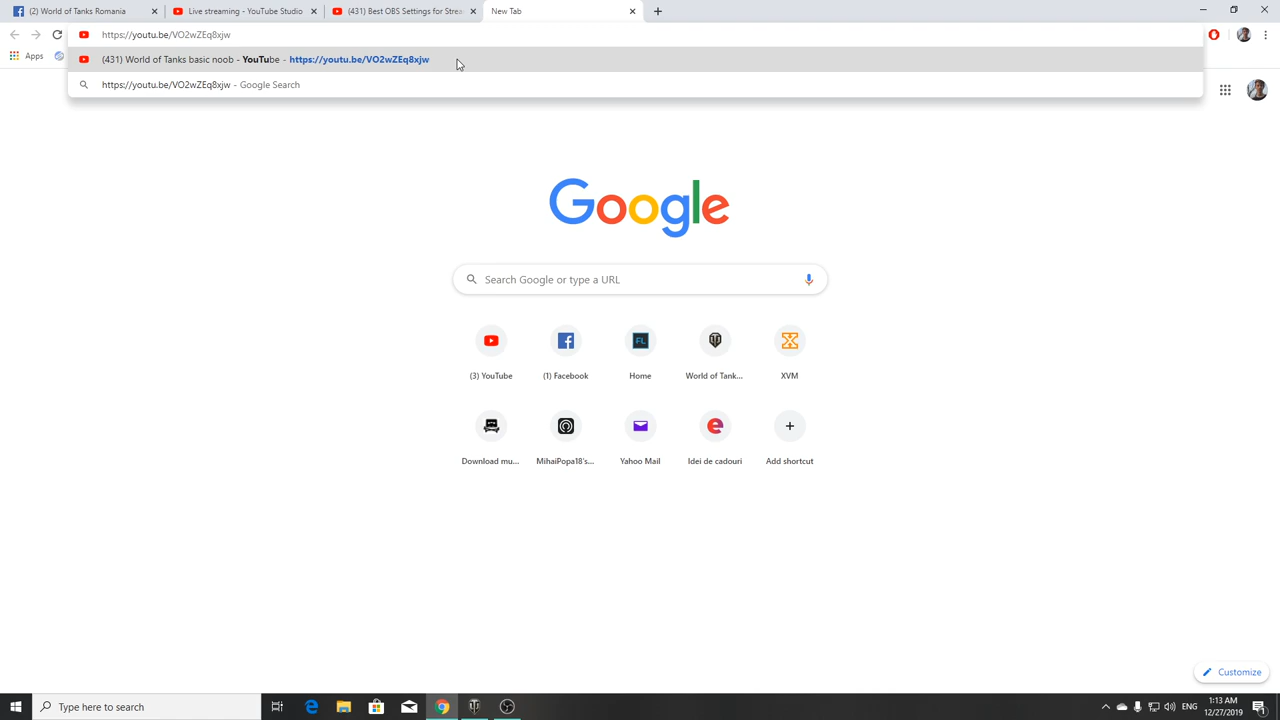 (2) World of Tanks Romania
Live streaming - YouTube Studio
(431) Best OBS Settings for Strea
New Tab
https://youtu.be/VO2wZEq8xjw
Apps
(431) World of Tanks basic noob - YouTube - https://youtu.be/VO2wZEq8xjw
https://youtu.be/VO2wZEq8xjw - Google Search
Google
Search Google or type a URL
FL
(3) YouTube
(1) Facebook
Home
World of Tank...
XVM
Download mu...
MihaiPopa18's...
Yahoo Mail
Idei de cadouri
Add shortcut
Customize
Type here to search
ENG
1:13 AM
12/27/2019
1